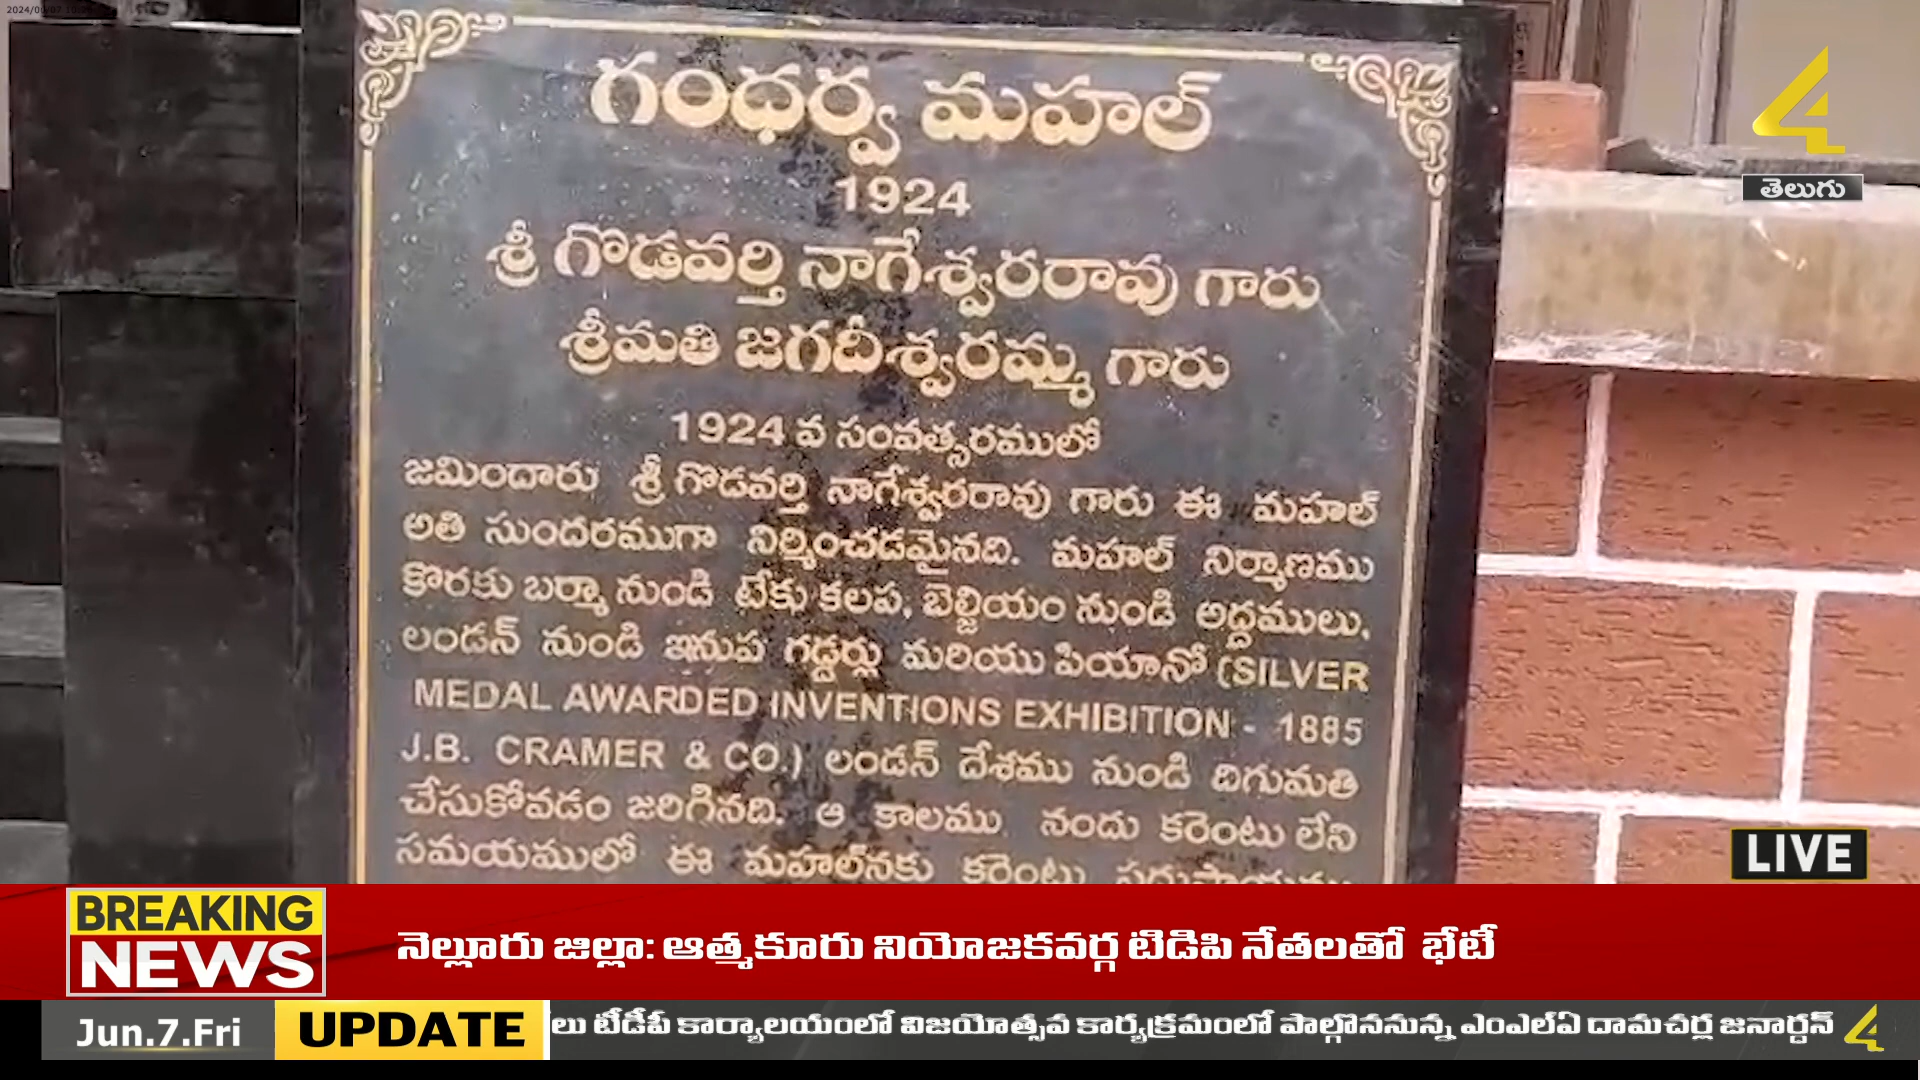 గంధర్వ మహల్
1924
శ్రీ గొడవర్తి నాగేశ్వరరావు గారు
శ్రీమతి జగదీశ్వరమ్మ గారు
1924 వ సంవత్సరములో
జమిందారు శ్రీ గొడవర్తి నాగేశ్వరరావు గారు ఈ మహల్
అతి సుందరముగా నిర్మించడమైనది. మహల్ నిర్మాణము
కొరకు బర్మా నుండి టేకు కలప, బెల్జియం నుండి అద్దములు,
లండన్ నుండి ఇనుప గడ్డర్లు మరియు పియానో (SILVER
MEDAL AWARDED INVENTIONS EXHIBITION - 1885
J.B. CRAMER & CO.) లండన్ దేశము నుండి దిగుమతి
చేసుకోవడం జరిగినది. ఆ కాలము నందు కరెంటు లేని
సమయములో ఈ మహల్‌నకు కరెంటు
4
తెలుగు
LIVE
BREAKING
NEWS
నెల్లూరు జిల్లా: ఆత్మకూరు నియోజకవర్గ టిడిపి నేతలతో భేటీ
Jun.7.Fri
UPDATE
టీడీపీ కార్యాలయంలో విజయోత్సవ కార్యక్రమంలో పాల్గొననున్న ఎంఎల్ఏ దామచర్ల జనార్దన్
4